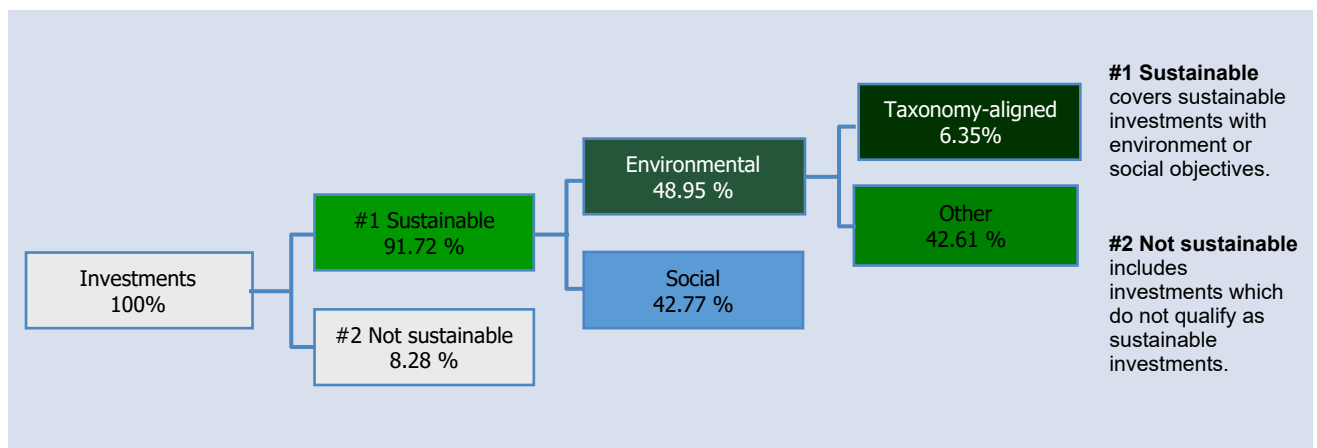 Investments
100%
#1 Sustainable
91.72 %
#2 Not sustainable
8.28 %
Environmental
48.95 %
Social
42.77 %
Taxonomy-aligned
6.35%
Other
42.61 %
#1 Sustainable
covers sustainable
investments with
environment or
social objectives.
#2 Not sustainable
includes
investments which
do not qualify as
sustainable
investments.